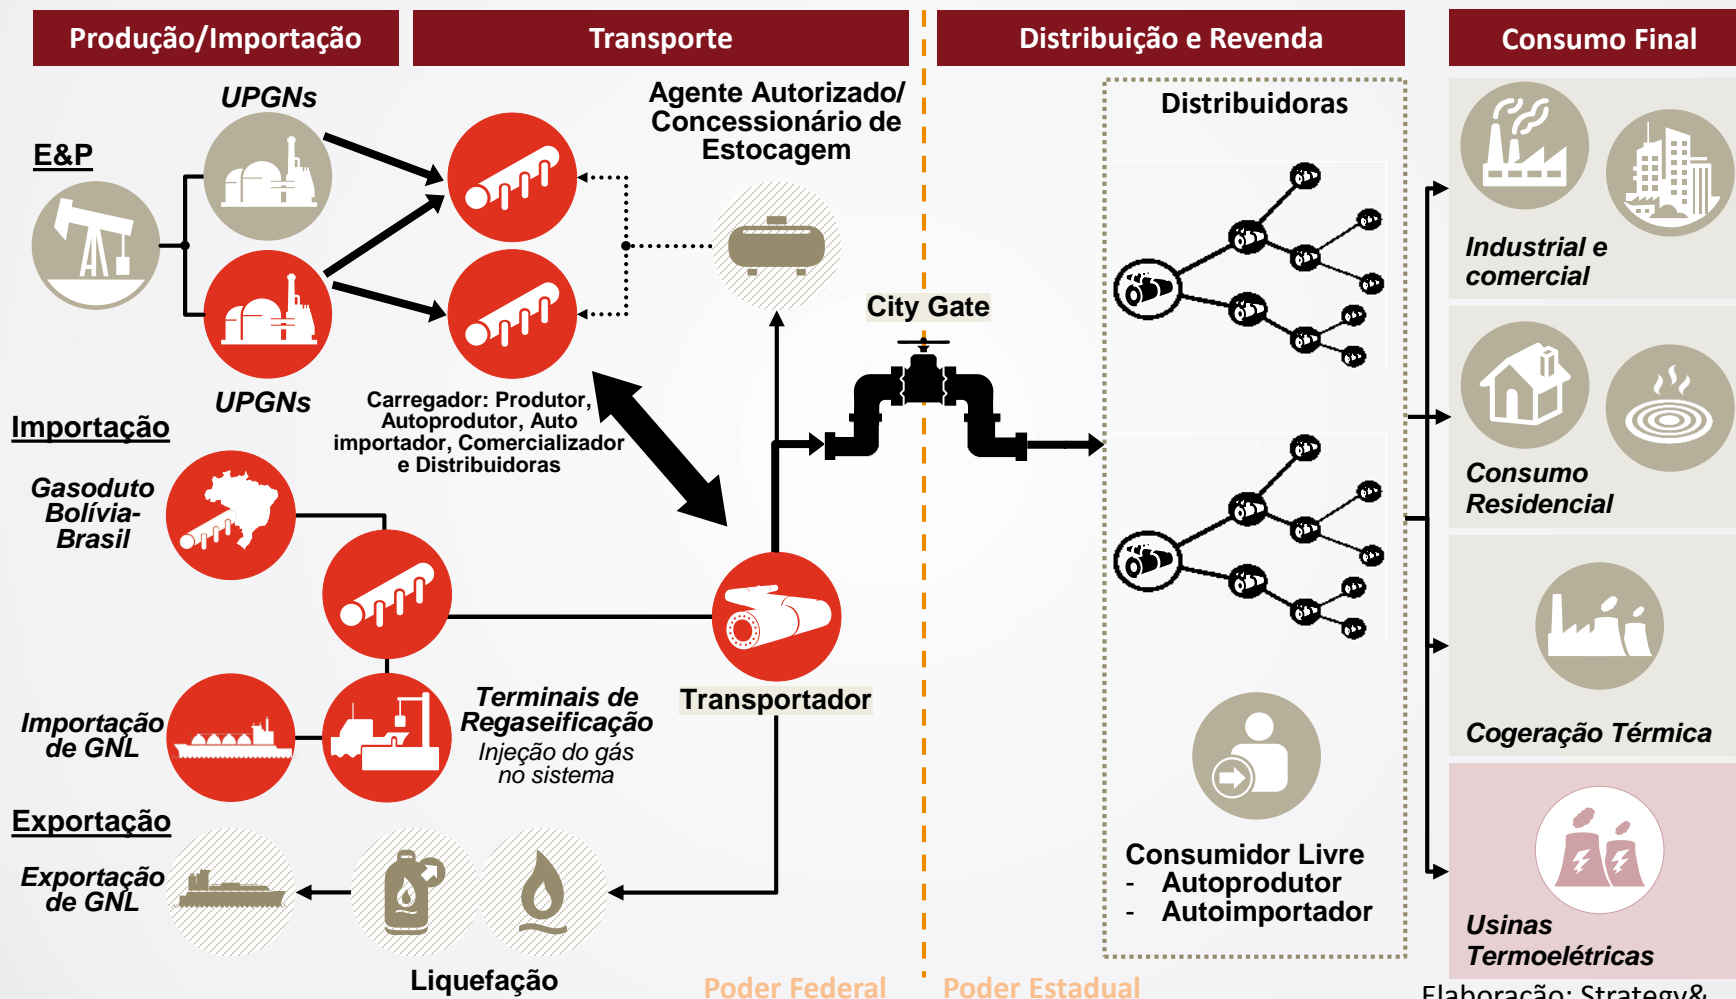 Produção/Importação
Transporte
Distribuição e Revenda
Consumo Final
UPGNs
E&P
UPGNs
Agente Autorizado/
Concessionário de
Estocagem
Carregador: Produtor,
Autoprodutor, Auto
importador, Comercializador
e Distribuidoras
Importação
Gasoduto
Bolívia-
Brasil
Importação
de GNL
Terminais de
Regaseificação
Injeção do gás
no sistema
Transportador
Exportação
Exportação
de GNL
Liquefação
City Gate
Distribuidoras
Consumidor Livre
- Autoprodutor
- Autoimportador
Industrial e
comercial
Consumo
Residencial
Cogeração Térmica
Usinas
Termoelétricas
Poder Federal
Poder Estadual
Elaboração: Strategy&